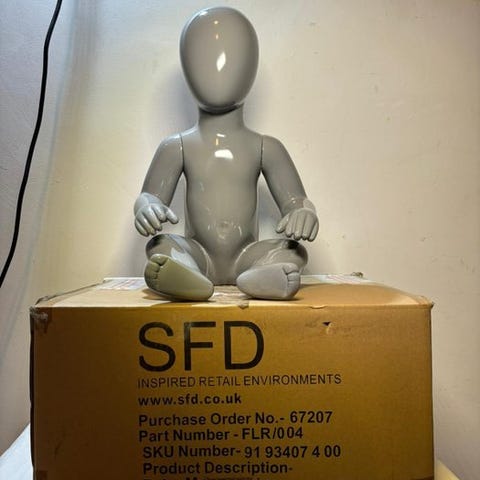 SFD
INSPIRED RETAIL ENVIRONMENTS
www.sfd.co.uk
Purchase Order No.- 67207
Part Number - FLR/004
SKU Number- 91 93407 4 00
Product Description-